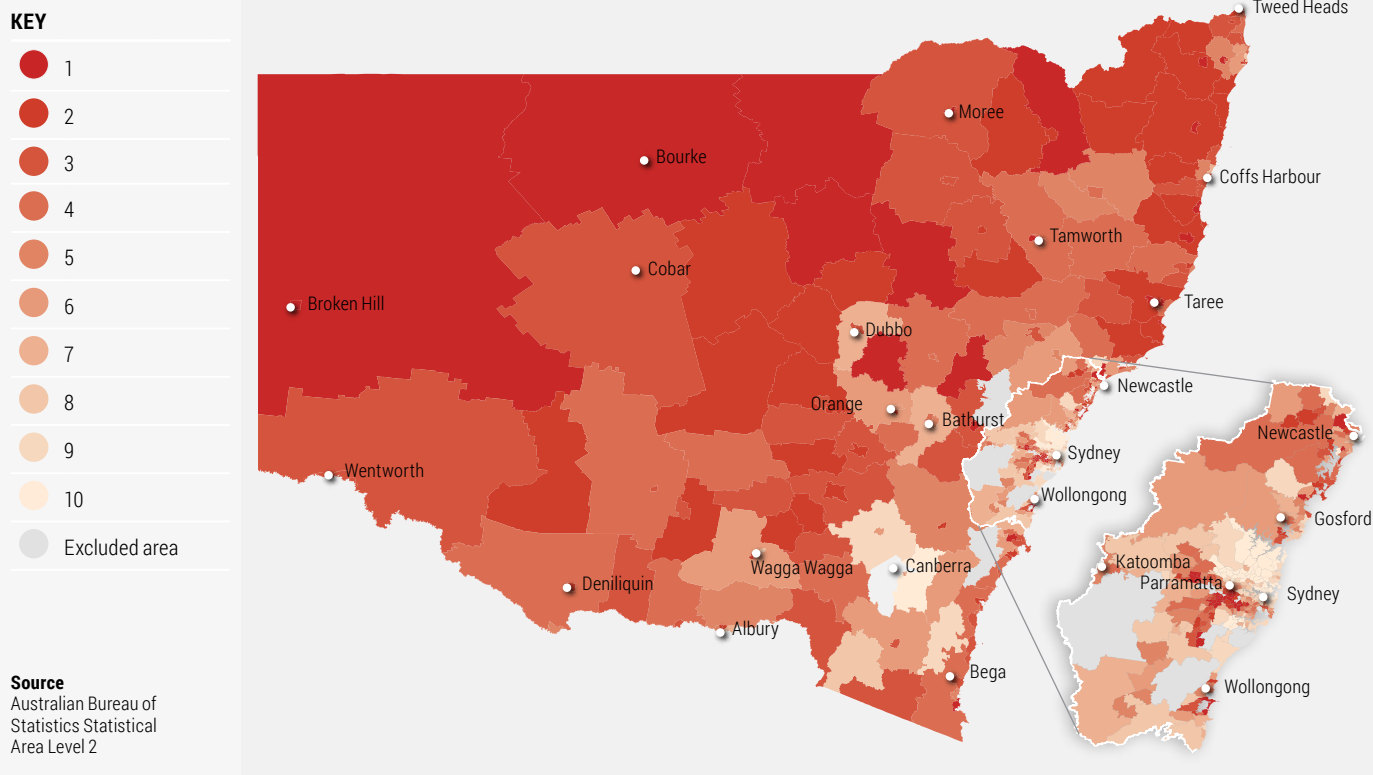 KEY
1
2
3
4
5
6
7
8
9
10
Excluded area
Source
Australian Bureau of
Statistics Statistical
Area Level 2
Tweed Heads
Moree
Bourke
Coffs Harbour
Tamworth
Cobar
Broken Hill
Taree
Dubbo
Newcastle
Orange
Bathurst
Sydney
Wentworth
Wollongong
Wagga Wagga
Canberra
Deniliquin
Albury
Bega
Newcastle
Gosford
Katoomba
Parramatta
Sydney
Wollongong